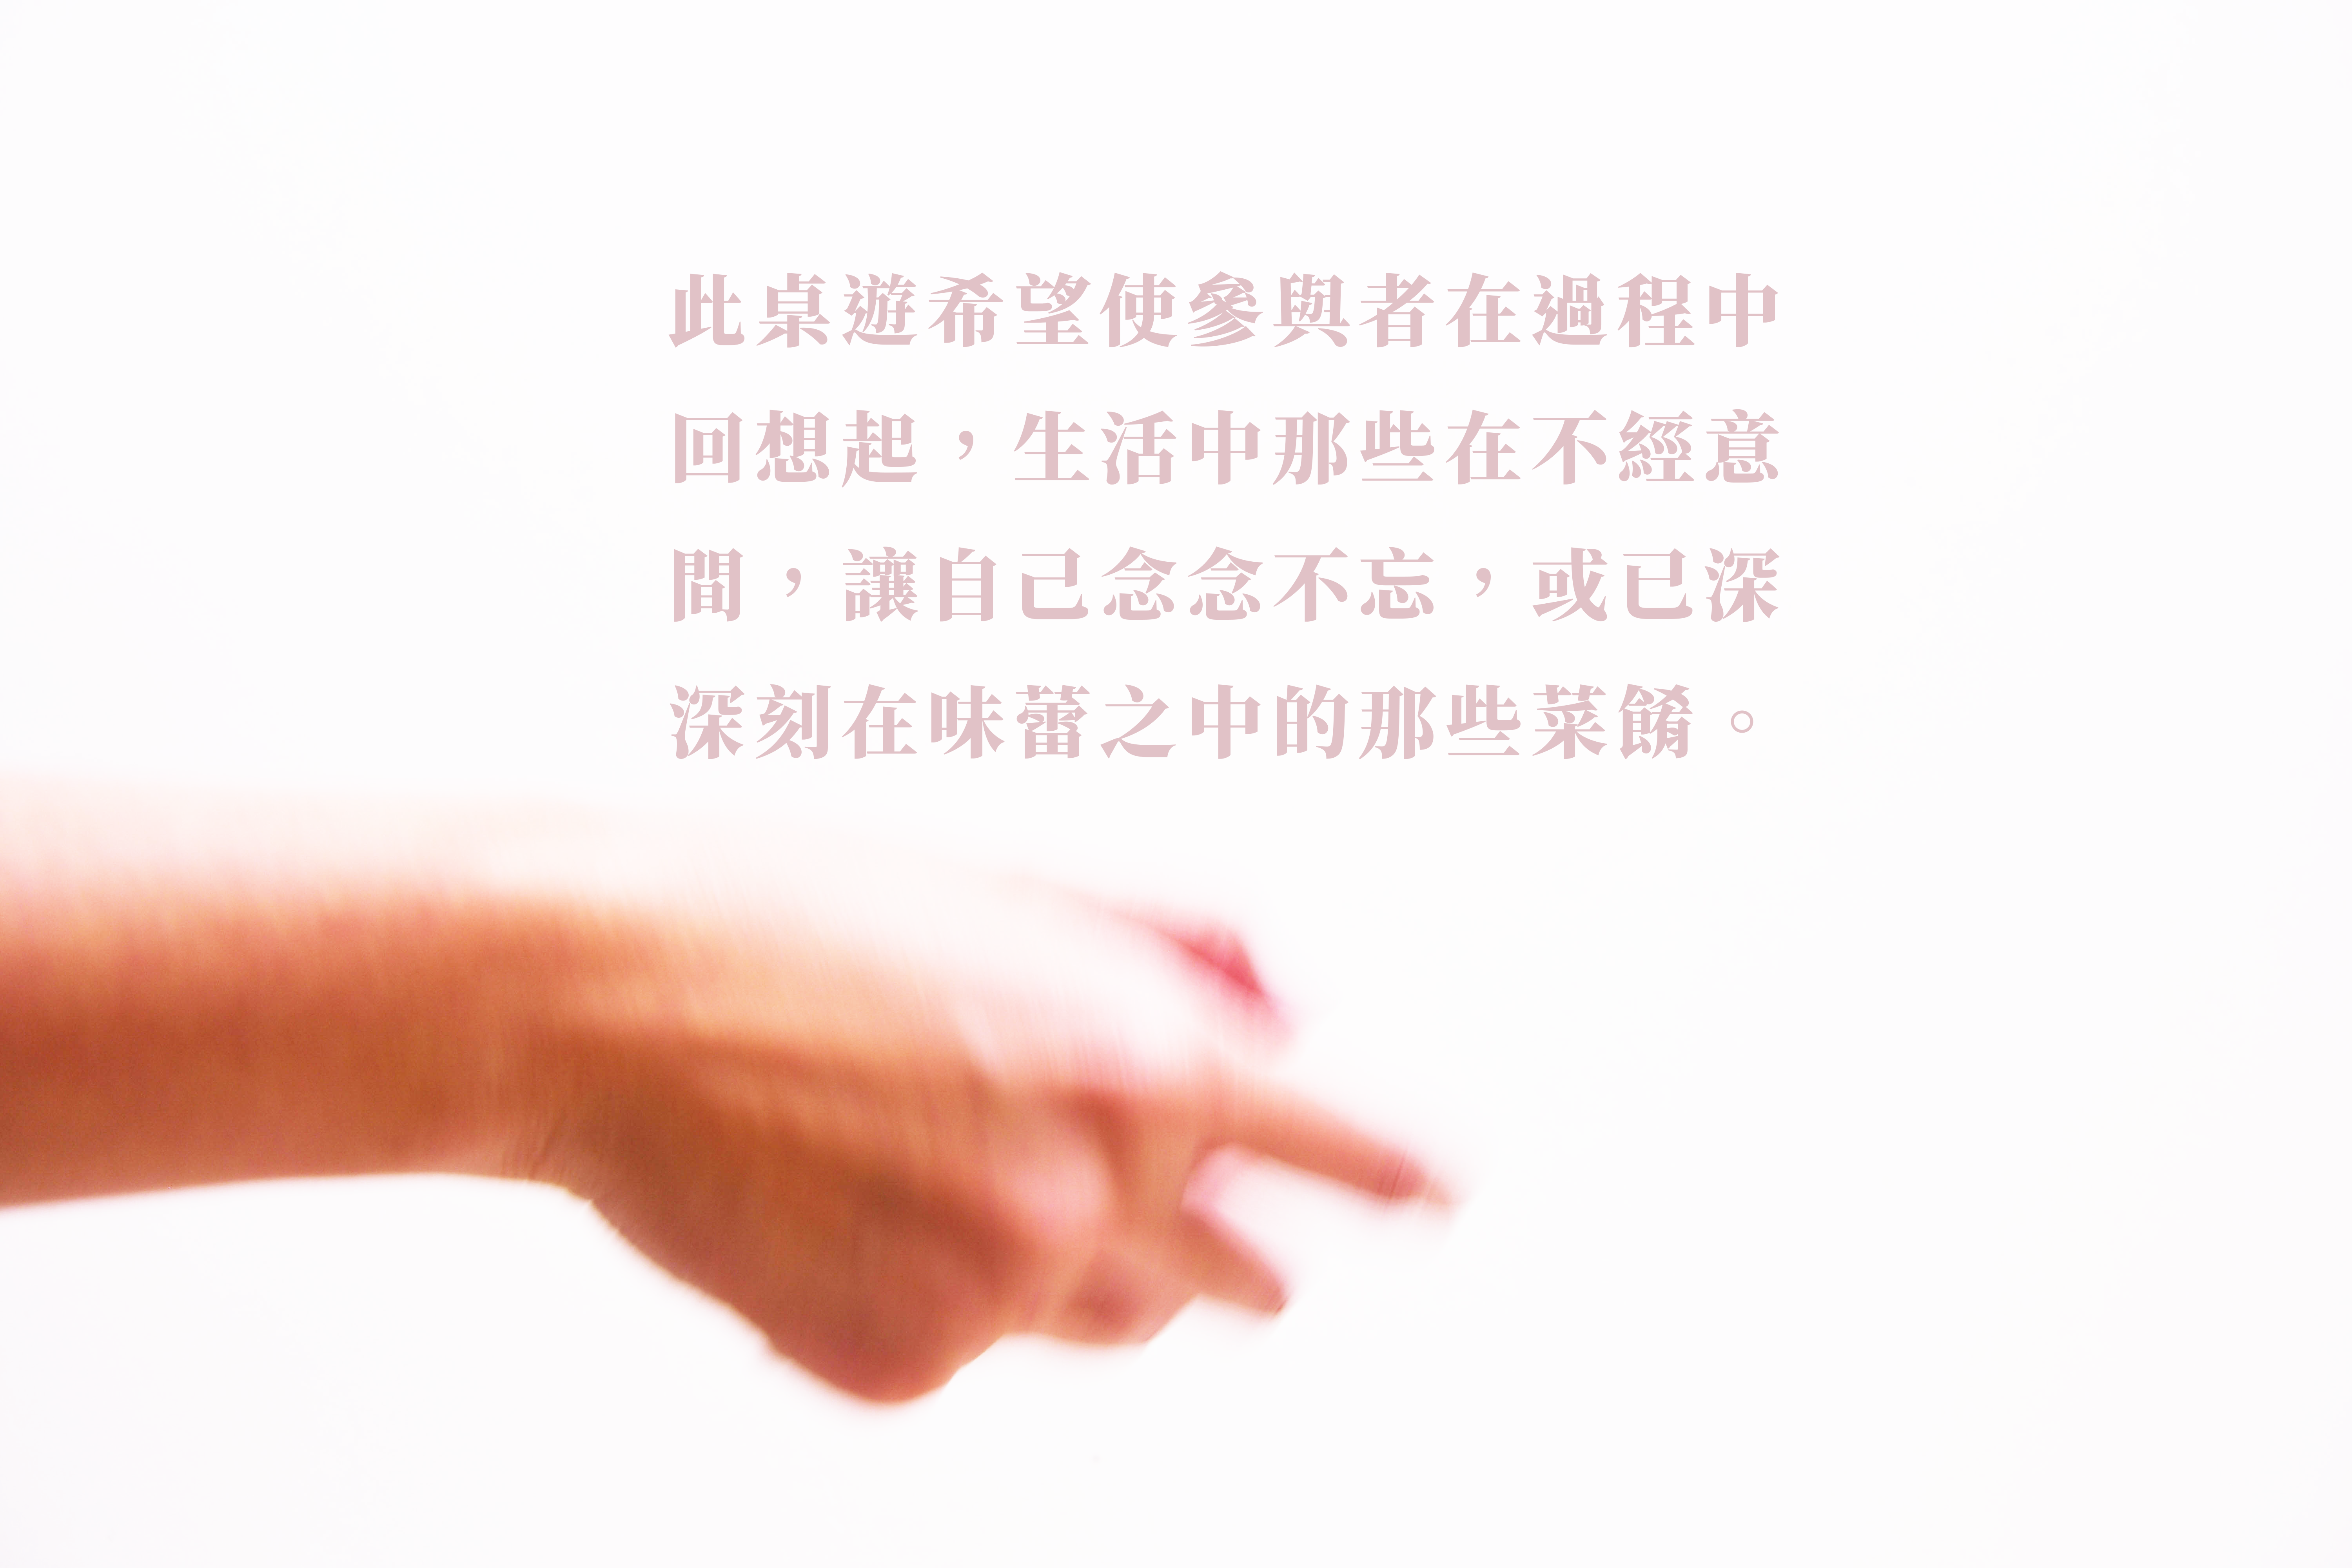 此桌遊希望使參與者在過程中
回想起，生活中那些在不經意
間，讓自己念念不忘，或已深
深刻在味蕾之中的那些菜餚。